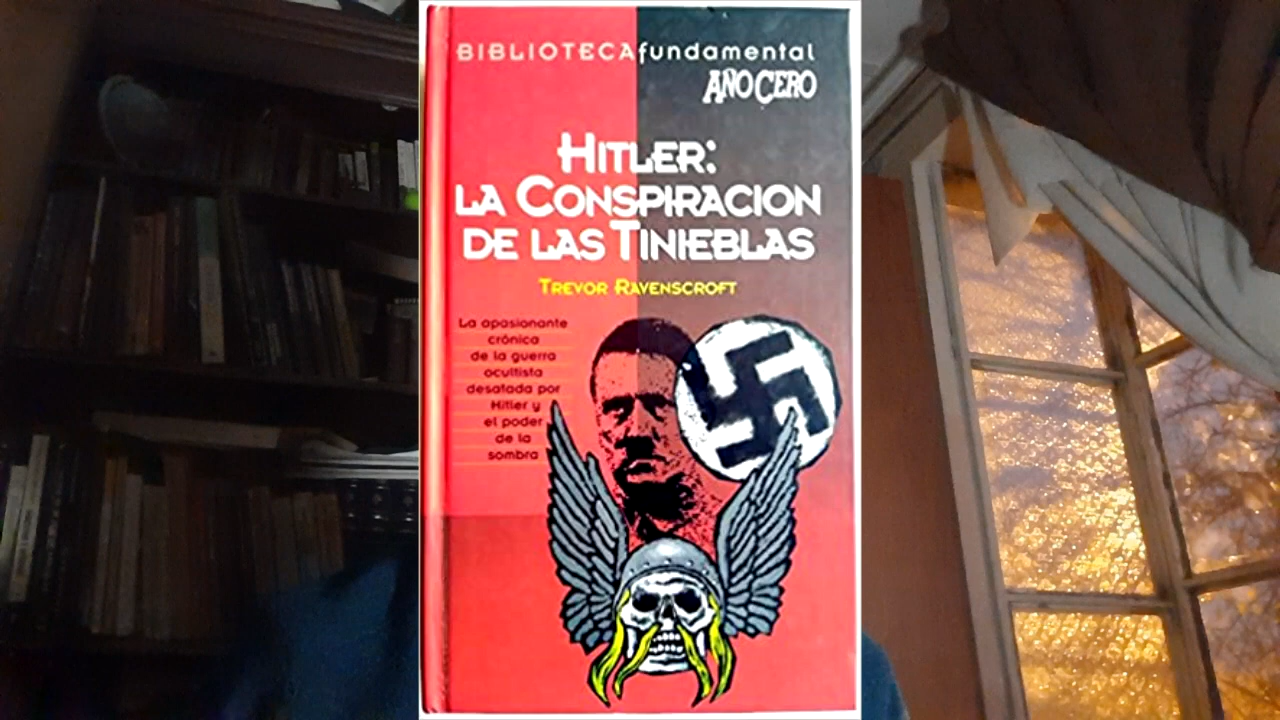 BIBLIOTECAfundamental
AÑO CERO
HITLER:
LA CONSPIRACION
DE LAS TINIEBLAS
TREVOR RAVENSCROFT
La apasionante
crónica
de la guerra
ocultista
desatada por
Hitler y
el poder
de la
sombra